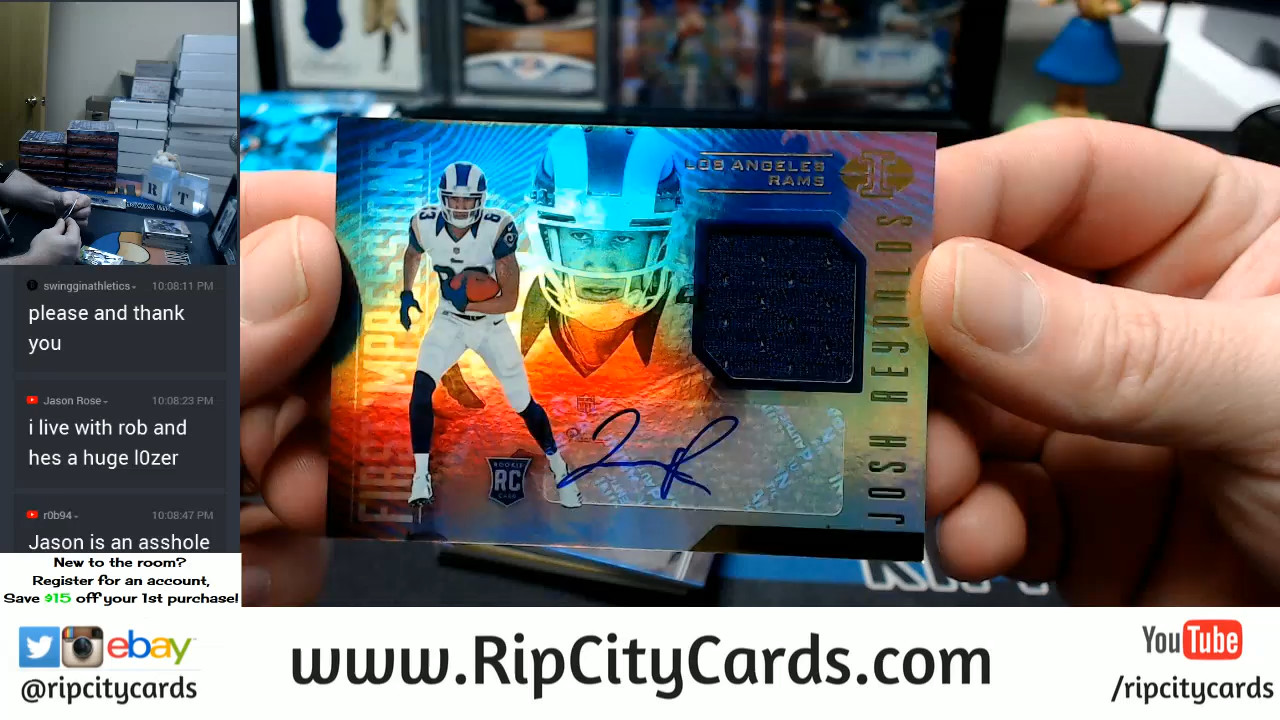 swingginathletics
10:08:11 PM
please and thank
you
Jason Rose
10:08:23 PM
i live with rob and
hes a huge l0zer
r0b94
10:08:47 PM
Jason is an asshole
New to the room?
Register for an account,
Save $15 off your 1st purchase!
R T
FIRST IMPRESSIONS
83
LOS ANGELES
RAMS
JOSH REYNOLDS
ROOKIE
RC
CARD
ebay
@ripcitycards
www.RipCityCards.com
YouTube
/ripcitycards